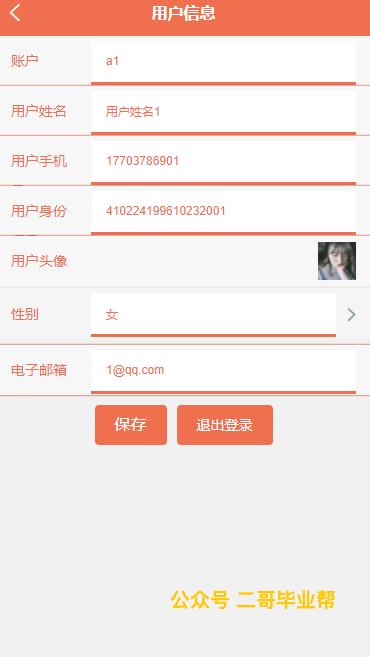 用户信息
账户 a1
用户姓名 用户姓名1
用户手机 17703786901
用户身份 410224199610232001
用户头像
性别 女
电子邮箱 1@qq.com
保存 退出登录
公众号 二哥毕业帮